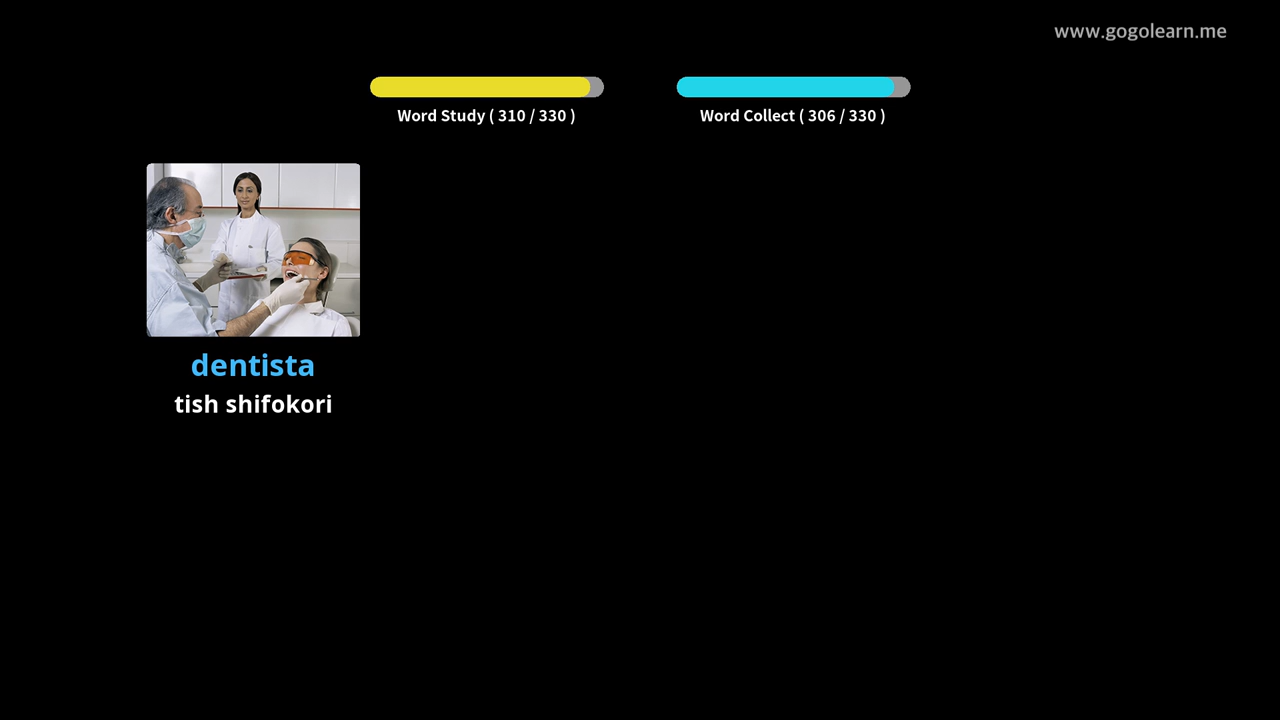 www.gogolearn.me
Word Study ( 310 / 330 )
Word Collect ( 306 / 330 )
dentista
tish shifokori